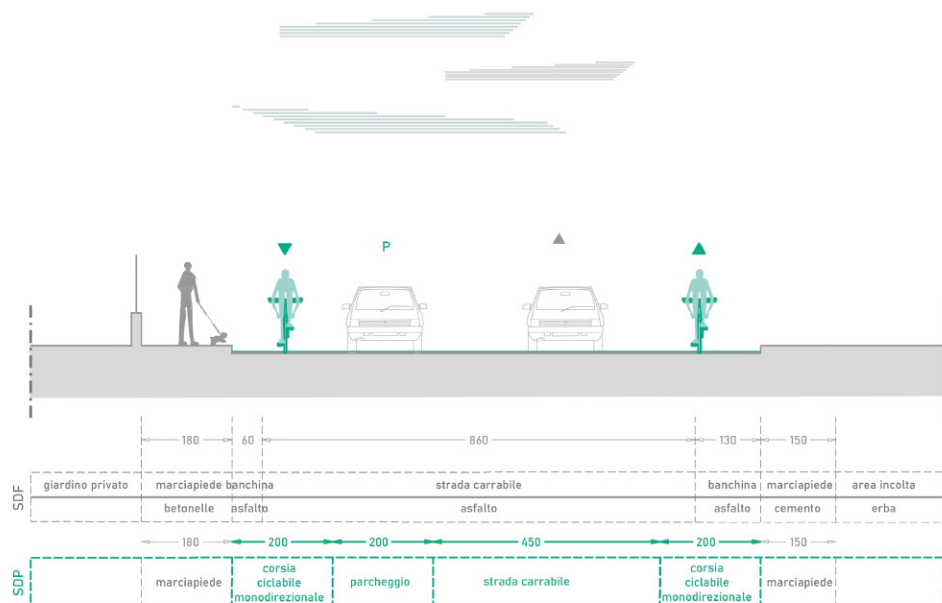 P
180
60
860
130
150
SDF
giardino privato
marciapiede
banchina
strada carrabile
banchina
marciapiede
area incolta
betonelle
asfalto
asfalto
asfalto
cemento
erba
180
200
200
450
200
150
SDP
marciapiede
corsia
ciclabile
monodirezionale
parcheggio
strada carrabile
corsia
ciclabile
monodirezionale
marciapiede